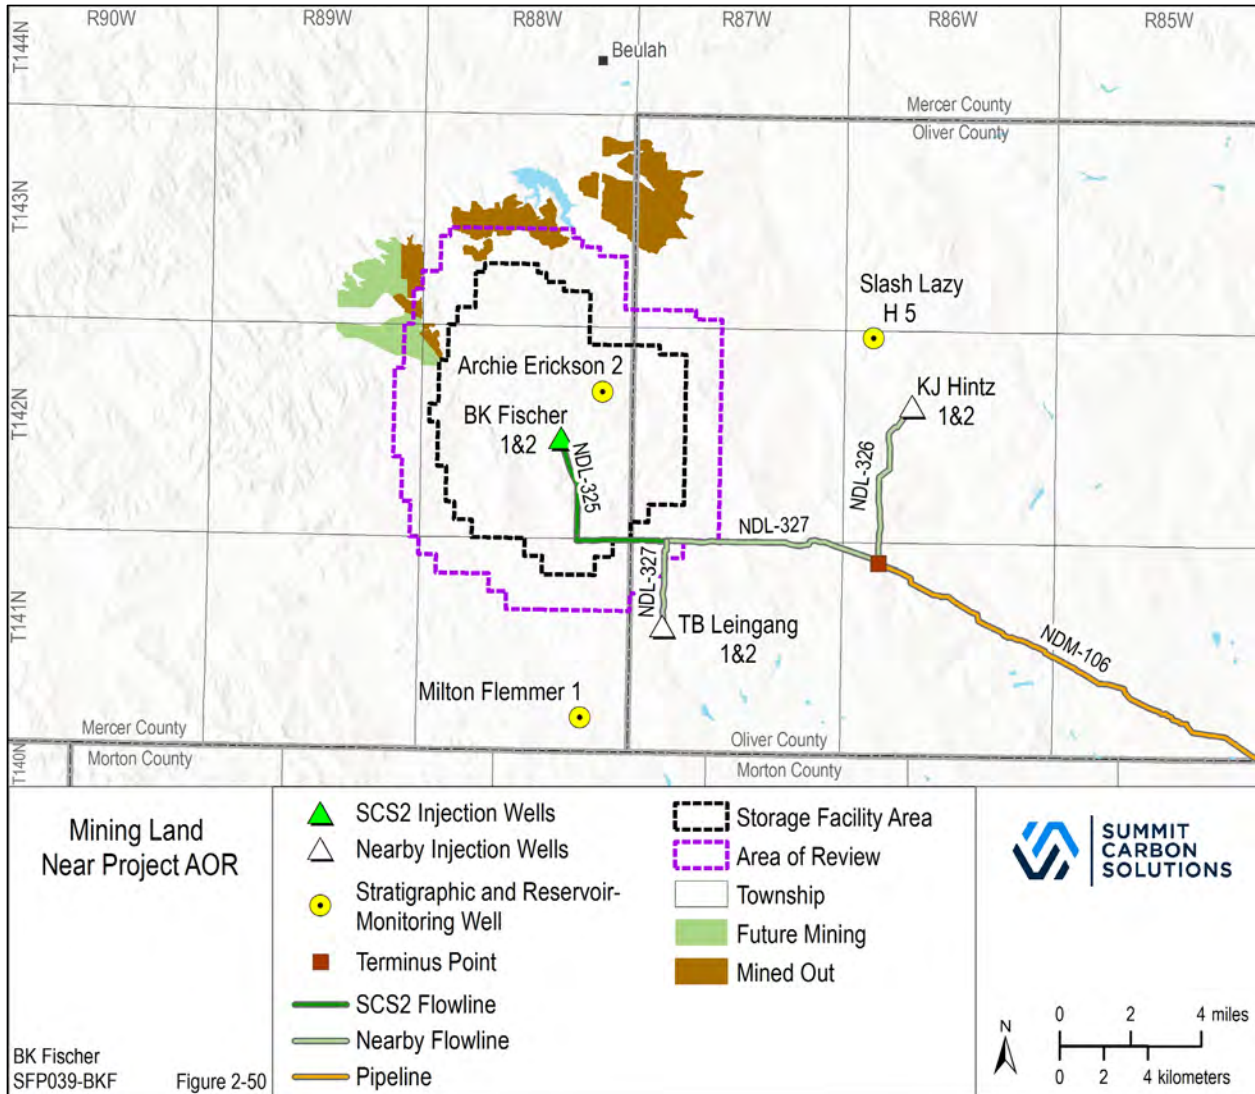 R90W
R89W
R88W
R87W
R86W
R85W
T144N
Beulah
Mercer County
Oliver County
T143N
Slash Lazy
H 5
Archie Erickson 2
KJ Hintz
1&2
T142N
BK Fischer
1&2
NDL-325
NDL-326
NDL-327
NDL-327
T141N
TB Leingang
1&2
NDM-106
Milton Flemmer 1
Mercer County
Oliver County
T140N
Morton County
Morton County
Mining Land
Near Project AOR
BK Fischer
SFP039-BKF
Figure 2-50
SCS2 Injection Wells
Nearby Injection Wells
Stratigraphic and Reservoir-
Monitoring Well
Terminus Point
SCS2 Flowline
Nearby Flowline
Pipeline
Storage Facility Area
Area of Review
Township
Future Mining
Mined Out
SUMMIT
CARBON
SOLUTIONS
N
0 2 4 miles
0 2 4 kilometers